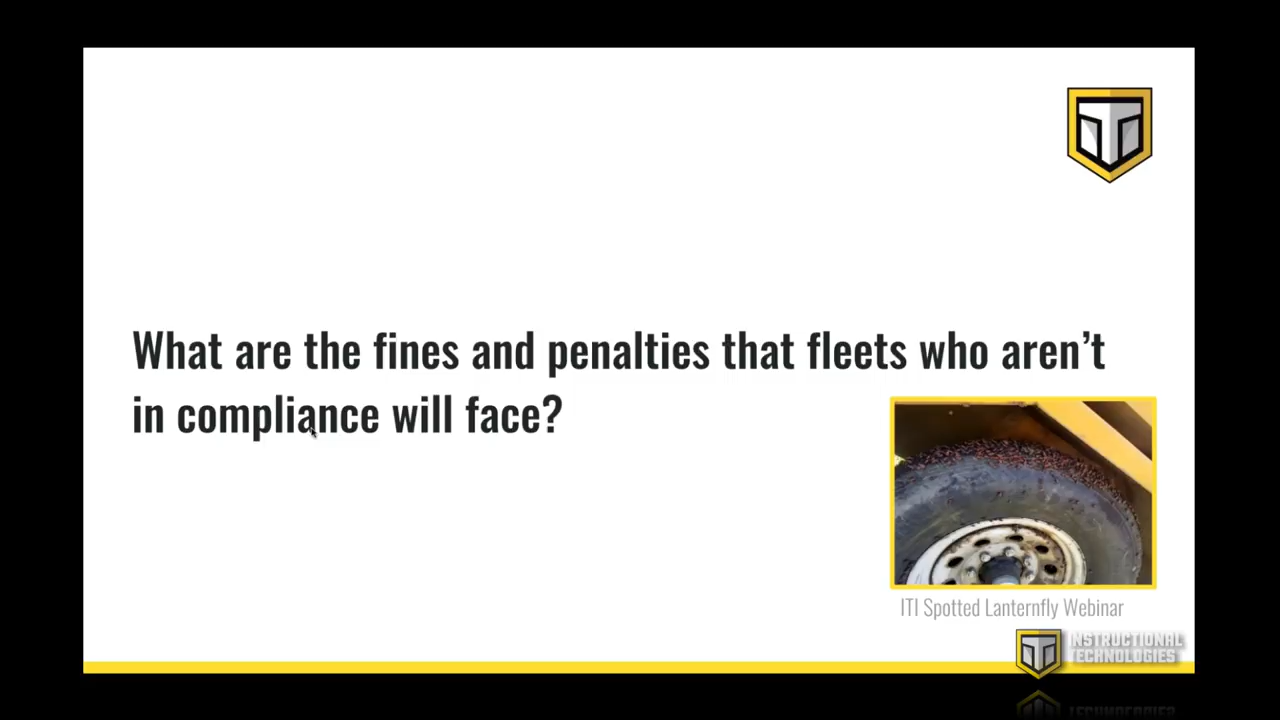 What are the fines and penalties that fleets who aren't
in compliance will face?
ITI Spotted Lanternfly Webinar
INSTRUCTIONAL
TECHNOLOGIES
TECHNOLOGIES